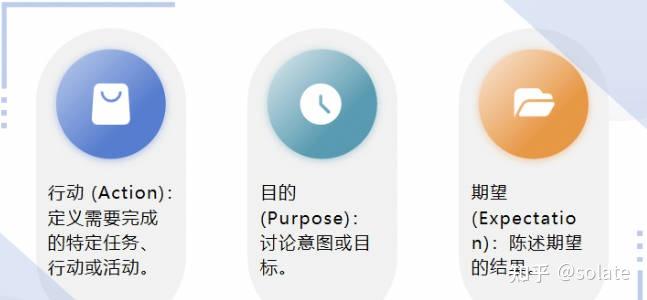 行动 (Action)：
定义需要完成
的特定任务、
行动或活动。
目的
(Purpose)：
讨论意图或目
标。
期望
(Expectatio
n)：陈述期望
的结果。
知乎 @solate